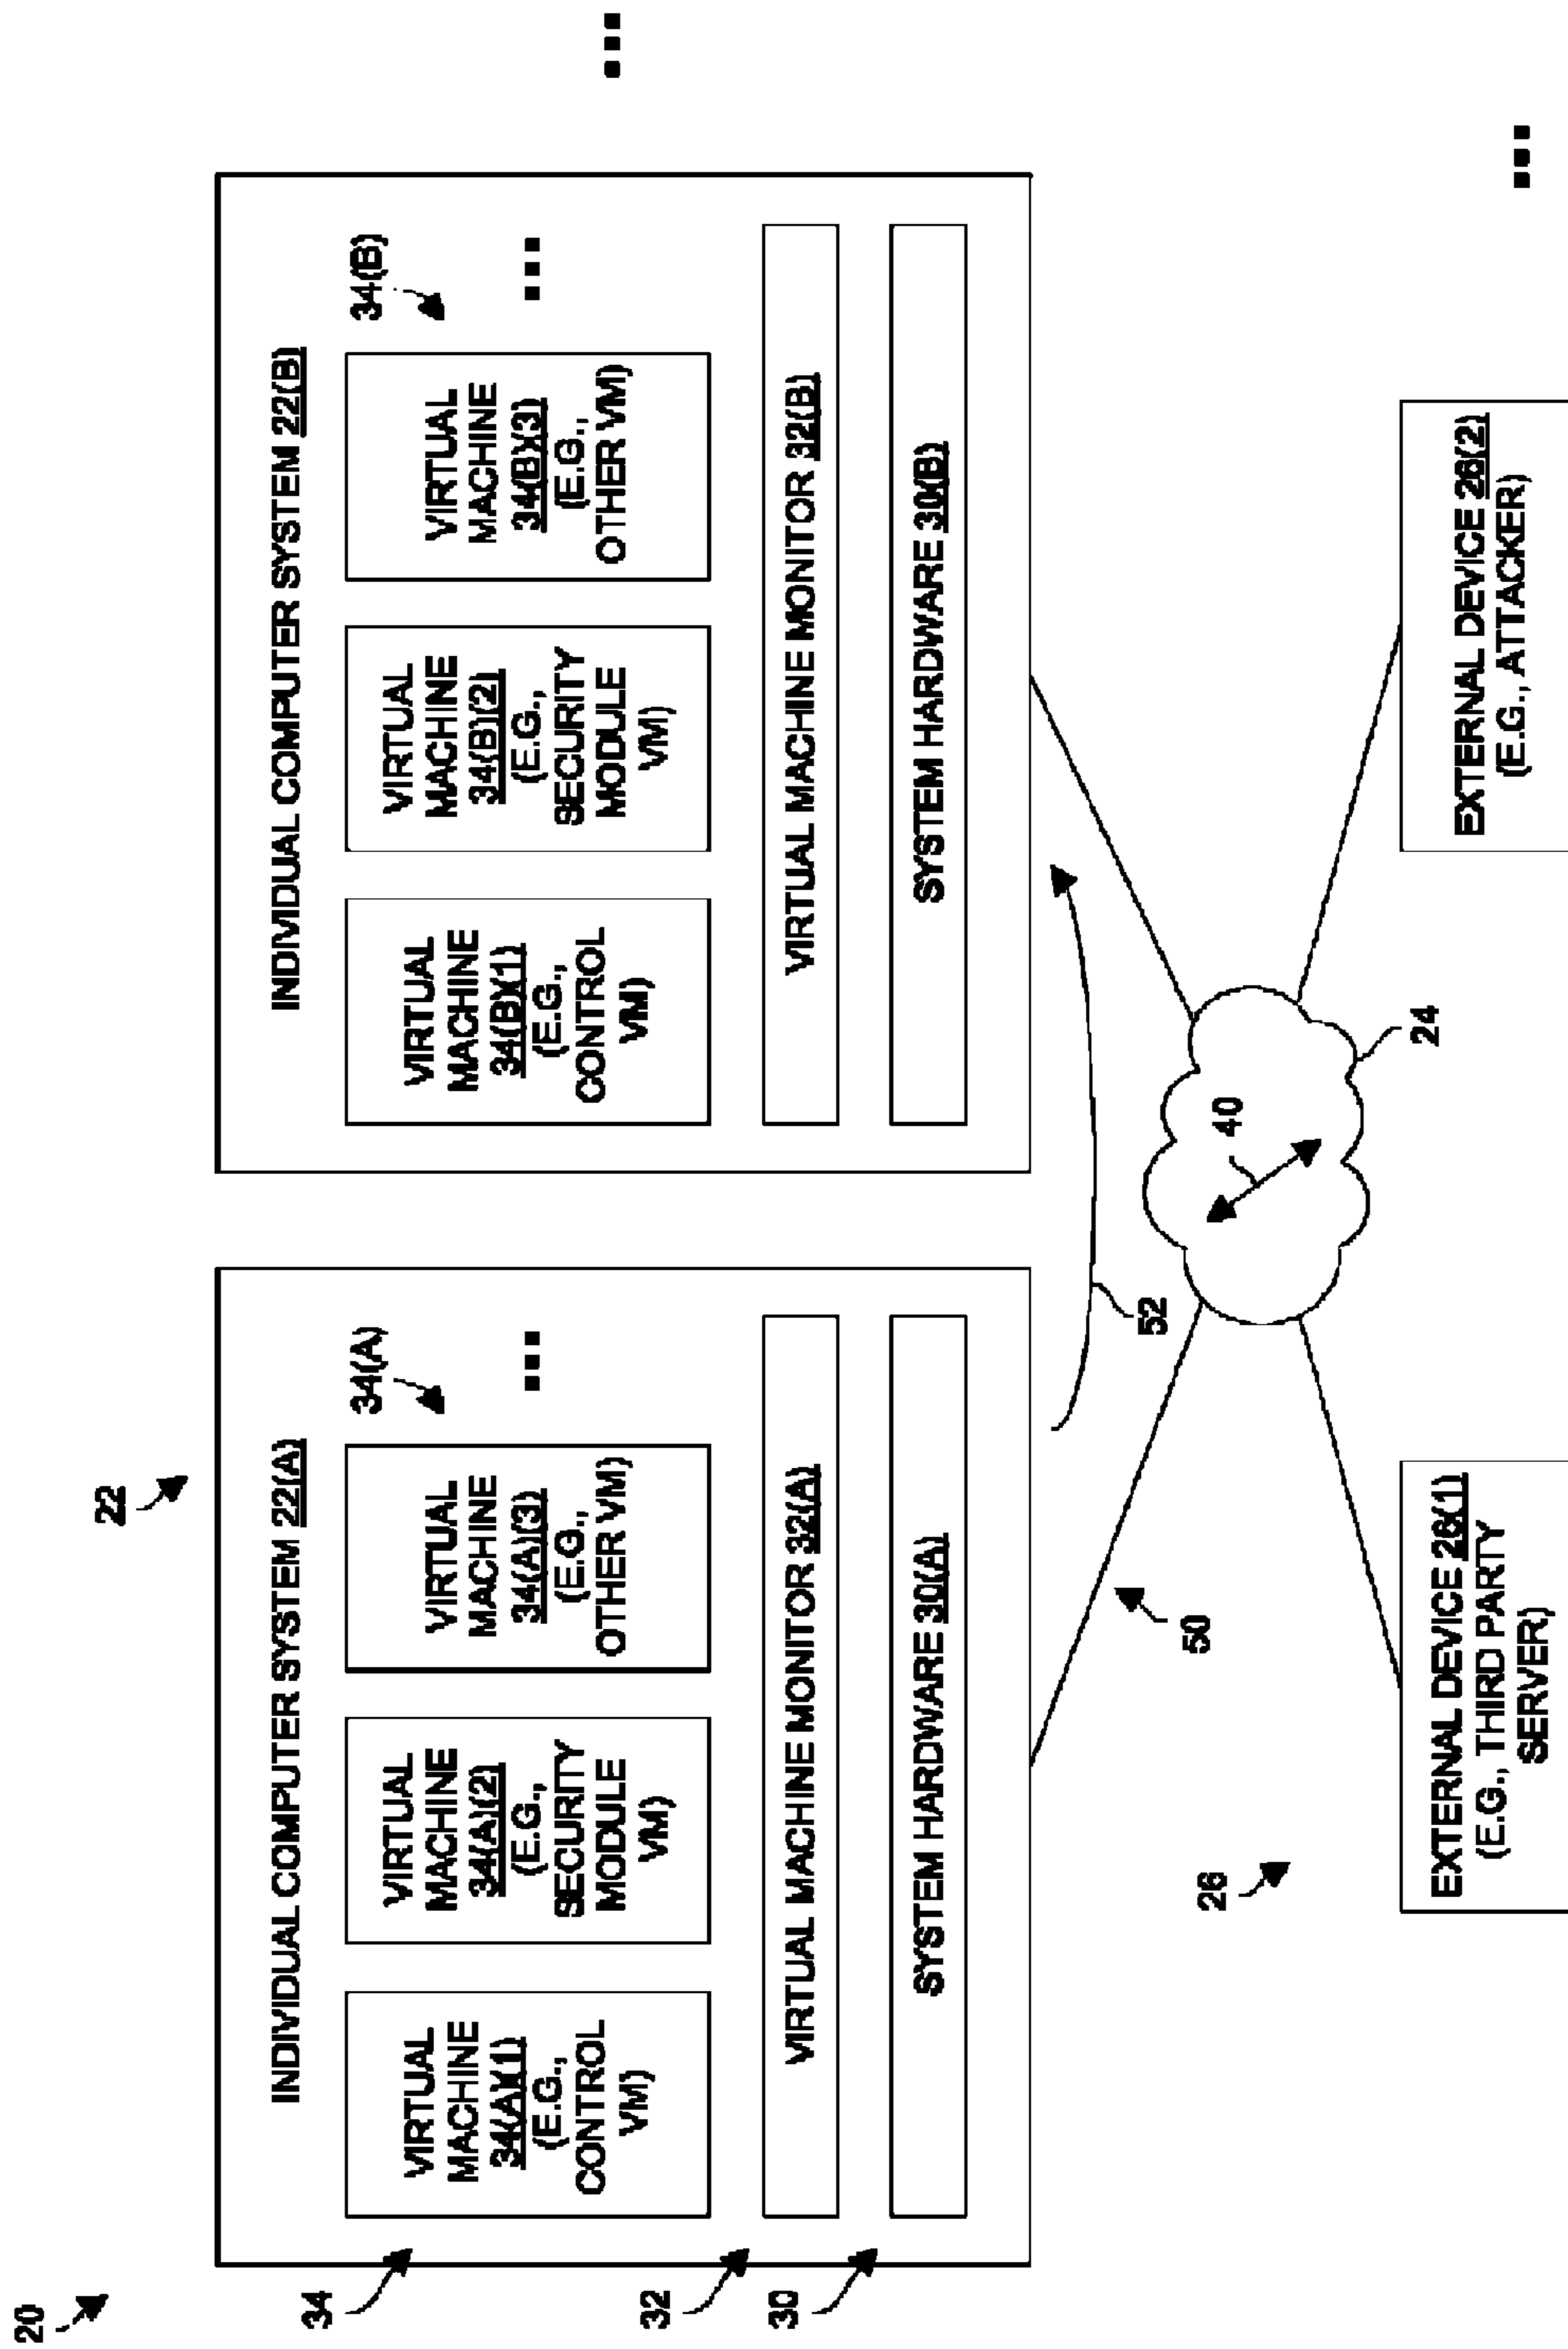 20
22
INDIVIDUAL COMPUTER SYSTEM 22(A)
34
34(A)
VIRTUAL
MACHINE
34(A)(1)
(E.G.,
CONTROL
VM)
VIRTUAL
MACHINE
34(A)(2)
(E.G.,
SECURITY
MODULE
VM)
VIRTUAL
MACHINE
34(A)(3)
(E.G.,
OTHER VM)
...
32
VIRTUAL MACHINE MONITOR 32(A)
30
SYSTEM HARDWARE 30(A)
INDIVIDUAL COMPUTER SYSTEM 22(B)
34(B)
VIRTUAL
MACHINE
34(B)(1)
(E.G.,
CONTROL
VM)
VIRTUAL
MACHINE
34(B)(2)
(E.G.,
SECURITY
MODULE
VM)
VIRTUAL
MACHINE
34(B)(3)
(E.G.,
OTHER VM)
...
VIRTUAL MACHINE MONITOR 32(B)
SYSTEM HARDWARE 30(B)
...
52
50
40
24
26
EXTERNAL DEVICE 26(1)
(E.G., THIRD PARTY
SERVER)
EXTERNAL DEVICE 26(2)
(E.G., ATTACKER)
...